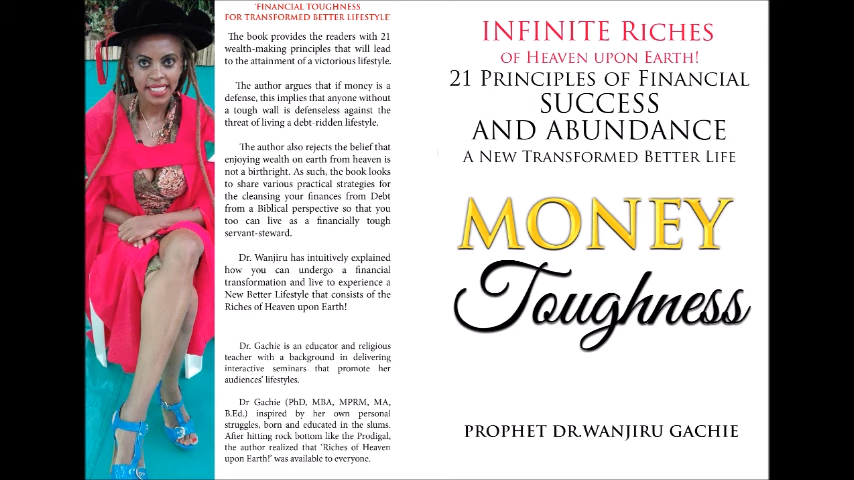 'FINANCIAL TOUGHNESS
FOR TRANSFORMED BETTER LIFESTYLE'
The book provides the readers with 21
wealth-making principles that will lead
to the attainment of a victorious lifestyle.
The author argues that if money is a
defense, this implies that anyone without
a tough wall is defenseless against the
threat of living a debt-ridden lifestyle.
The author also rejects the belief that
enjoying wealth on earth from heaven is
not a birthright. As such, the book looks
to share various practical strategies for
the cleansing your finances from Debt
from a Biblical perspective so that you
too can live as a financially tough
servant-steward.
Dr. Wanjiru has intuitively explained
how you can undergo a financial
transformation and live to experience a
New Better Lifestyle that consists of the
Riches of Heaven upon Earth!
Dr. Gachie is an educator and religious
teacher with a background in delivering
interactive seminars that promote her
audiences' lifestyles.
Dr Gachie (PhD, MBA, MPRM, MA,
B.Ed.) inspired by her own personal
struggles, born and educated in the slums.
After hitting rock bottom like the Prodigal,
the author realized that 'Riches of Heaven
upon Earth!' was available to everyone.
INFINITE RICHES
OF HEAVEN UPON EARTH!
21 PRINCIPLES OF FINANCIAL
SUCCESS
AND ABUNDANCE
A NEW TRANSFORMED BETTER LIFE
MONEY
Toughness
PROPHET DR.WANJIRU GACHIE